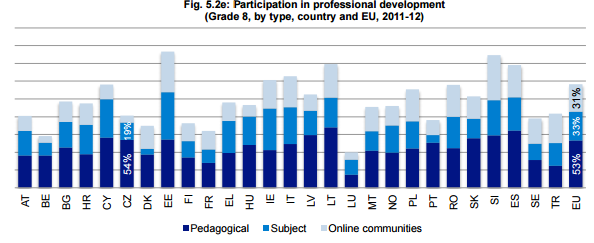 Fig. 5.2e: Participation in professional development
(Grade 8, by type, country and EU, 2011-12)
54%
19%
31%
33%
53%
AT BE BG HR CY CZ DK EE FI FR EL HU IE IT LV LT LU MT NO PL PT RO SK SI ES SE TR EU
Pedagogical Subject Online communities